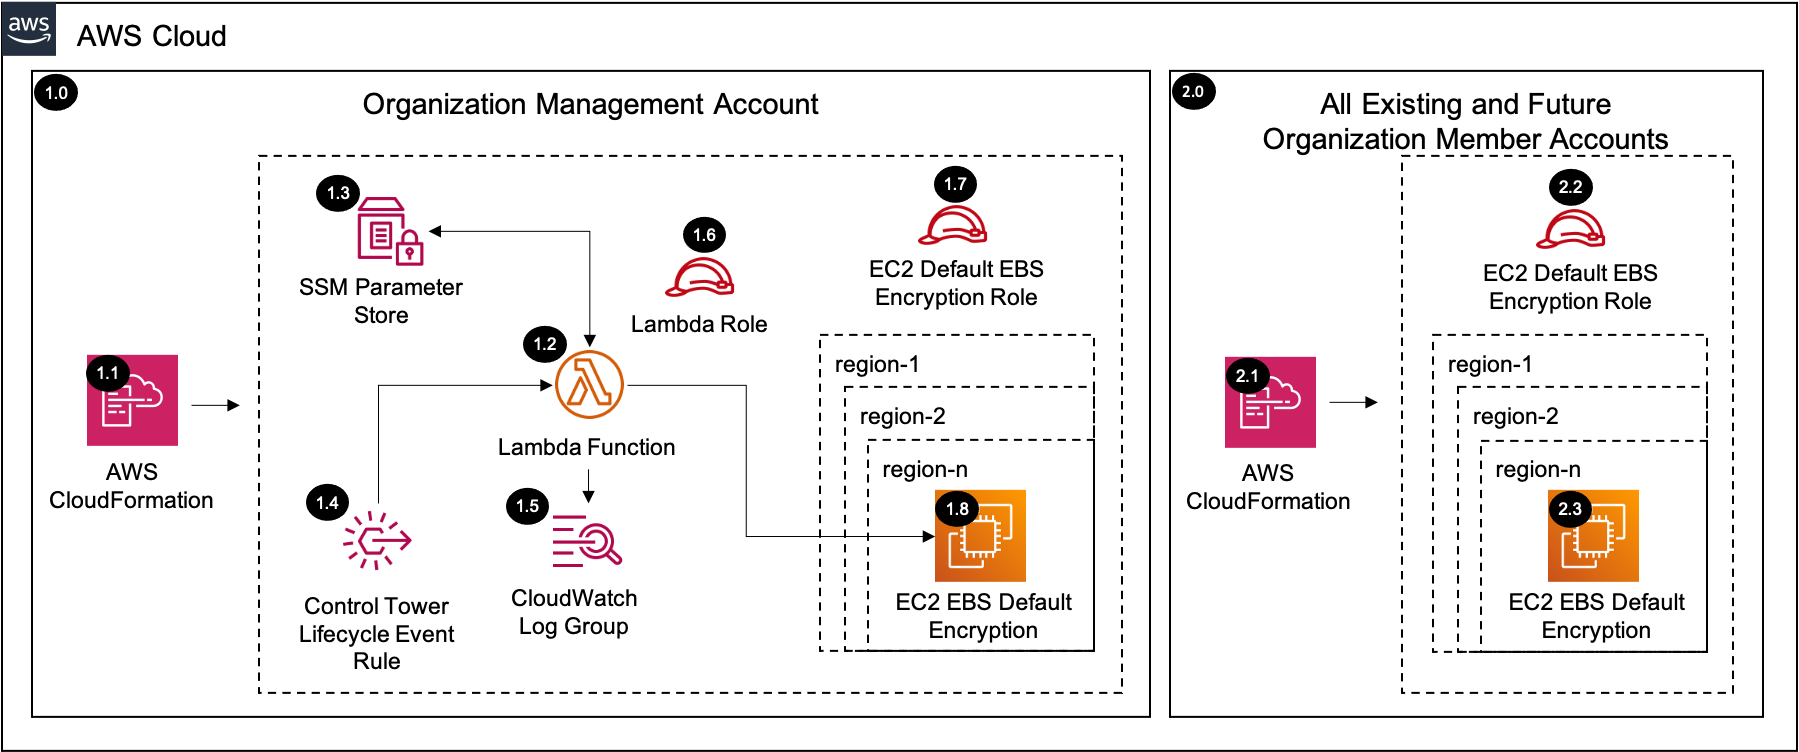 aws
AWS Cloud
1.0
Organization Management Account
1.3
SSM Parameter
Store
1.6
Lambda Role
1.7
EC2 Default EBS
Encryption Role
1.1
AWS
CloudFormation
1.2
Lambda Function
1.4
Control Tower
Lifecycle Event
Rule
1.5
CloudWatch
Log Group
region-1
region-2
region-n
1.8
EC2 EBS Default
Encryption
2.0
All Existing and Future
Organization Member Accounts
2.2
EC2 Default EBS
Encryption Role
2.1
AWS
CloudFormation
region-1
region-2
region-n
2.3
EC2 EBS Default
Encryption